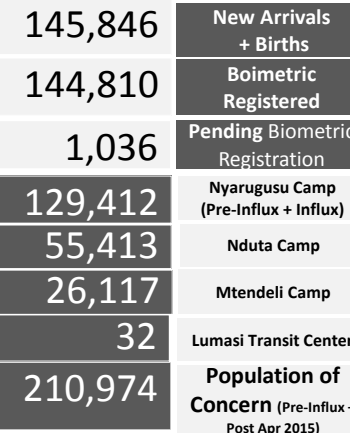 145,846
New Arrivals
+ Births
144,810
Boimetric
Registered
1,036
Pending Biometric
Registration
129,412
Nyarugusu Camp
(Pre-Influx + Influx)
55,413
Nduta Camp
26,117
Mtendeli Camp
32
Lumasi Transit Center
210,974
Population of
Concern (Pre-Influx -
Post Apr 2015)